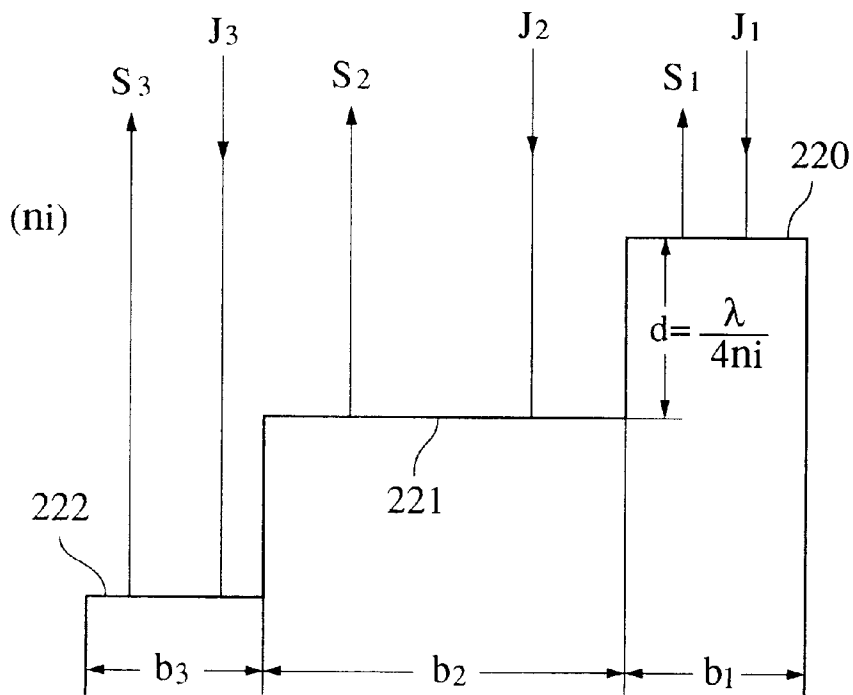 J3
J2
J1
S3
S2
S1
220
(ni)
d= λ/4ni
221
222
b3
b2
b1